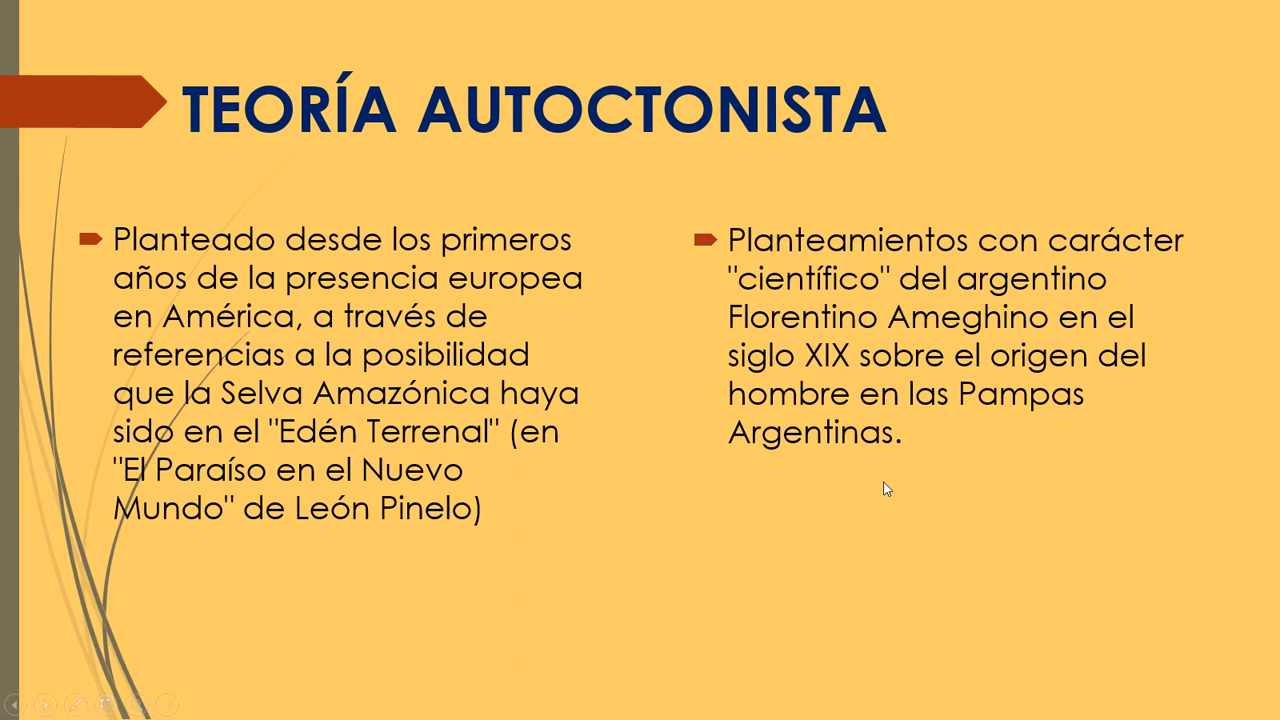 TEORÍA AUTOCTONISTA
Planteado desde los primeros
años de la presencia europea
en América, a través de
referencias a la posibilidad
que la Selva Amazónica haya
sido en el "Edén Terrenal" (en
"El Paraíso en el Nuevo
Mundo" de León Pinelo)
Planteamientos con carácter
"científico" del argentino
Florentino Ameghino en el
siglo XIX sobre el origen del
hombre en las Pampas
Argentinas.